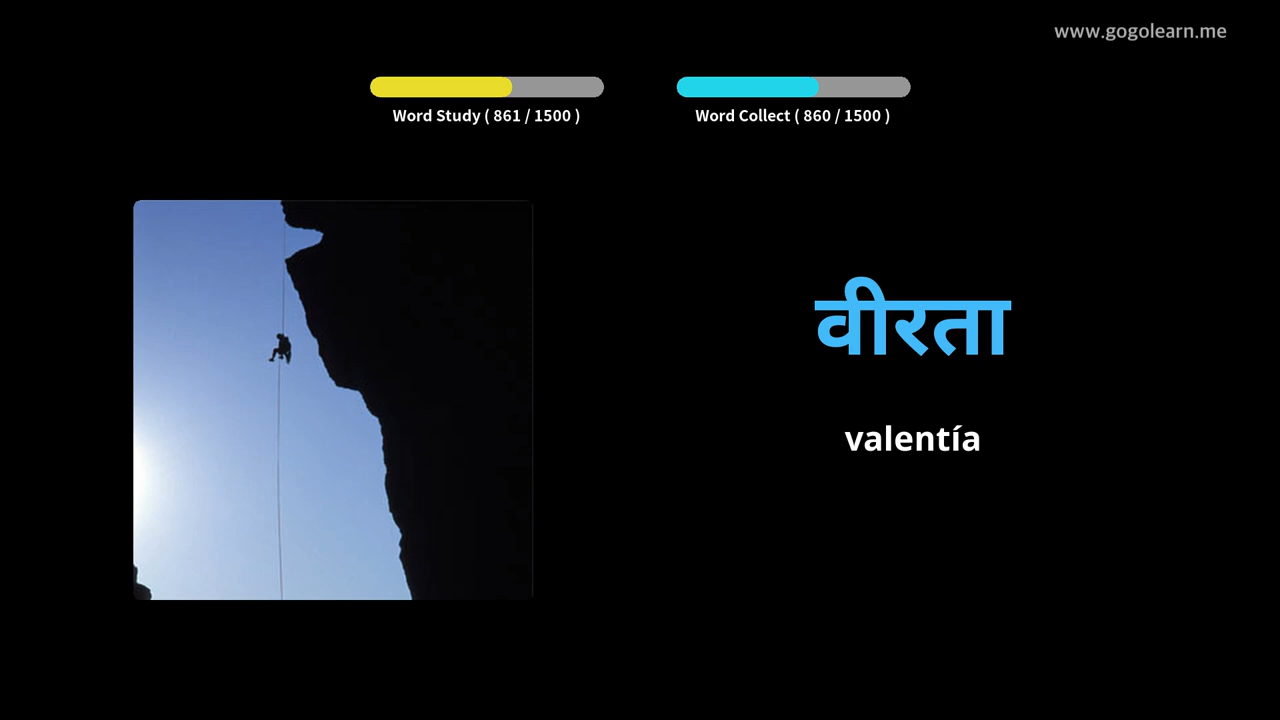 www.gogolearn.me
Word Study ( 861 / 1500 )
Word Collect ( 860 / 1500 )
वीरता
valentía